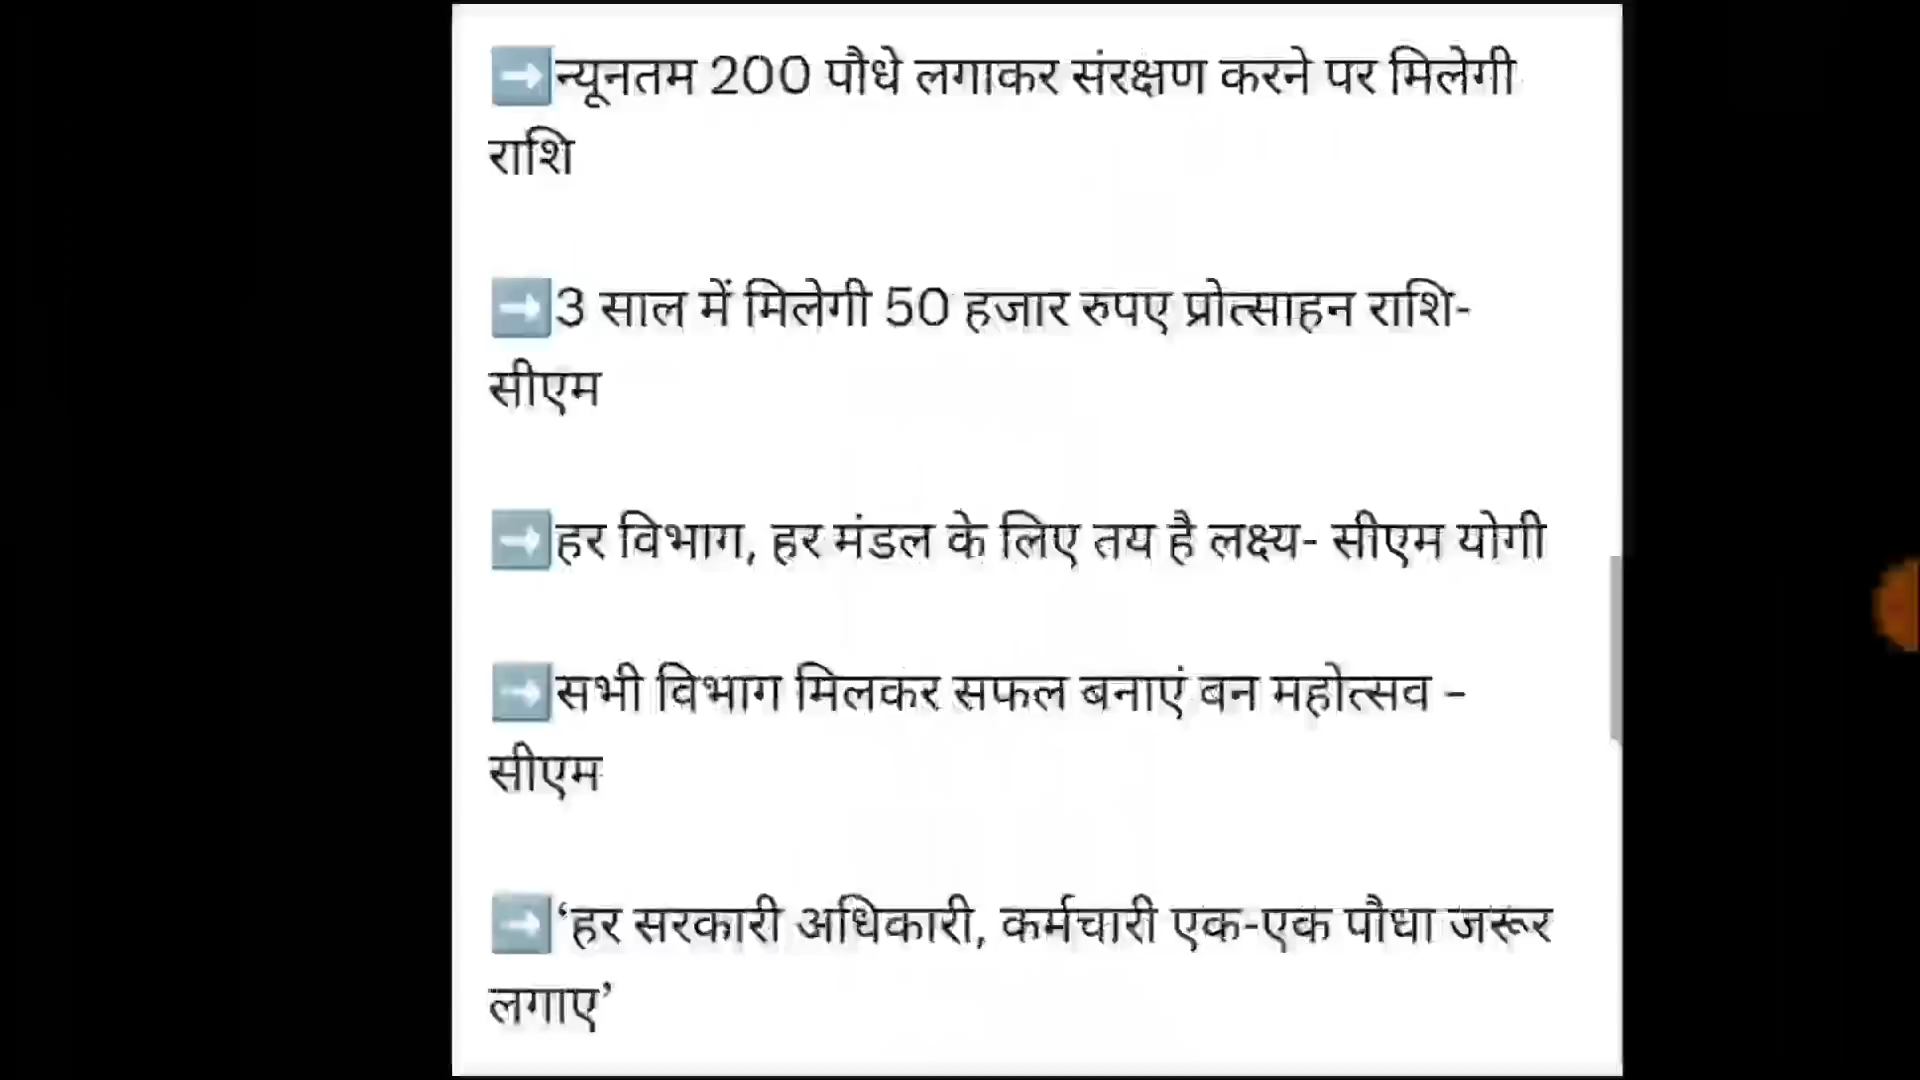 ➡️न्यूनतम 200 पौधे लगाकर संरक्षण करने पर मिलेगी
राशि
➡️3 साल में मिलेगी 50 हजार रुपए प्रोत्साहन राशि-
सीएम
➡️हर विभाग, हर मंडल के लिए तय है लक्ष्य- सीएम योगी
➡️सभी विभाग मिलकर सफल बनाएं वन महोत्सव –
सीएम
➡️‘हर सरकारी अधिकारी, कर्मचारी एक-एक पौधा जरूर
लगाए’